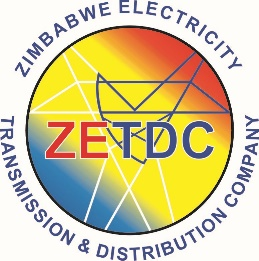 ZIMBABWE ELECTRICITY
ZETDC
TRANSMISSION & DISTRIBUTION COMPANY